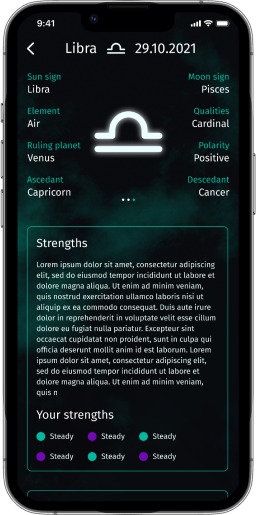 9:41
Libra 29.10.2021
Sun sign Moon sign
Libra Pisces
Element Qualities
Air Cardinal
Ruling planet Polarity
Venus Positive
Ascedant Descedant
Capricorn Cancer
Strengths
Lorem ipsum dolor sit amet, consectetur adipiscing
elit, sed do eiusmod tempor incididunt ut labore et
dolore magna aliqua. Ut enim ad minim veniam,
quis nostrud exercitation ullamco laboris nisi ut
aliquip ex ea commodo consequat. Duis aute irure
dolor in reprehenderit in voluptate velit esse cillum
dolore eu fugiat nulla pariatur. Excepteur sint
occaecat cupidatat non proident, sunt in culpa qui
officia deserunt mollit anim id est laborum. Lorem
ipsum dolor sit amet, consectetur adipiscing elit,
sed do eiusmod tempor incididunt ut labore et
dolore magna aliqua. Ut enim ad minim veniam,
quis n
Your strengths
Steady Steady Steady
Steady Steady Steady